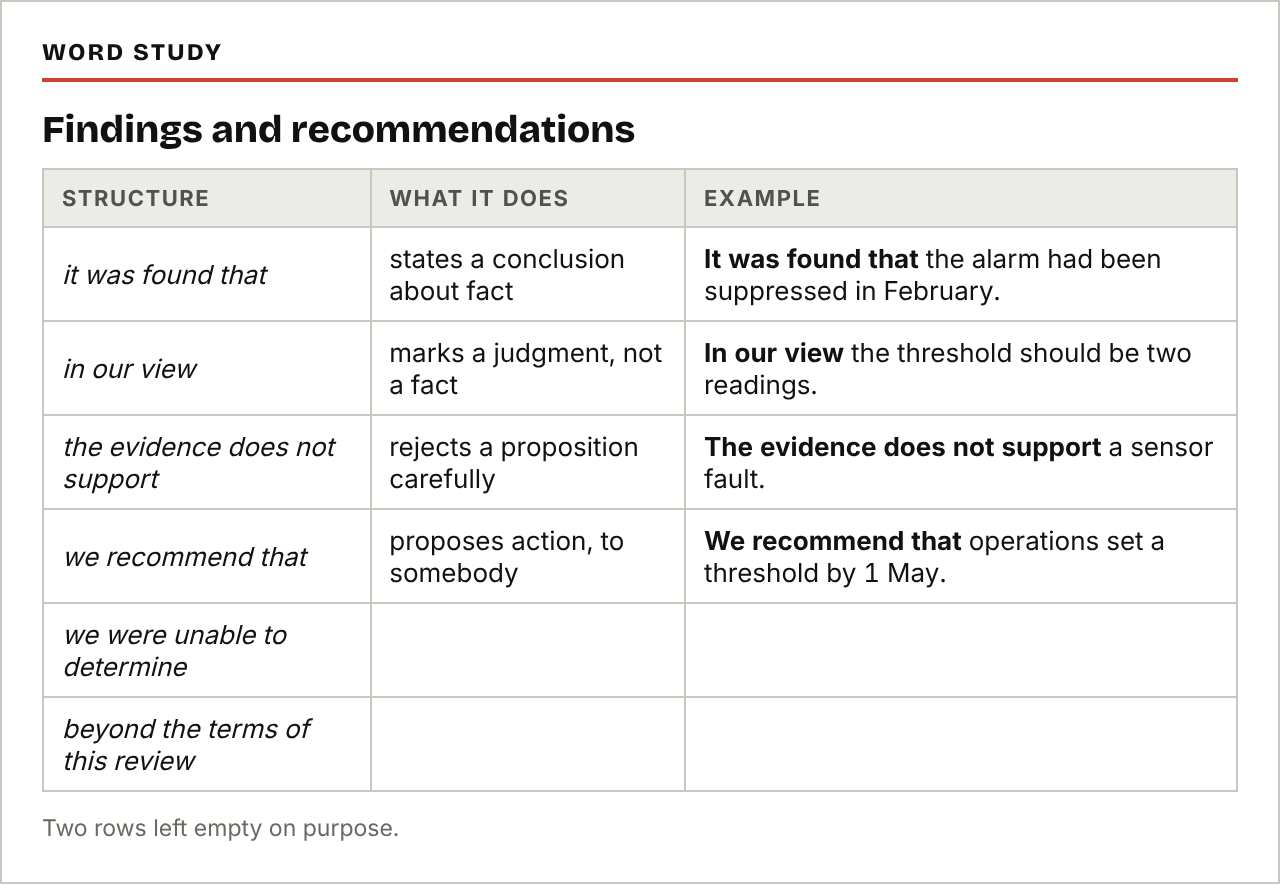 WORD STUDY
Findings and recommendations
STRUCTURE
WHAT IT DOES
EXAMPLE
it was found that
states a conclusion
about fact
It was found that the alarm had been
suppressed in February.
in our view
marks a judgment, not
a fact
In our view the threshold should be two
readings.
the evidence does not
support
rejects a proposition
carefully
The evidence does not support a sensor
fault.
we recommend that
proposes action, to
somebody
We recommend that operations set a
threshold by 1 May.
we were unable to
determine
beyond the terms of
this review
Two rows left empty on purpose.